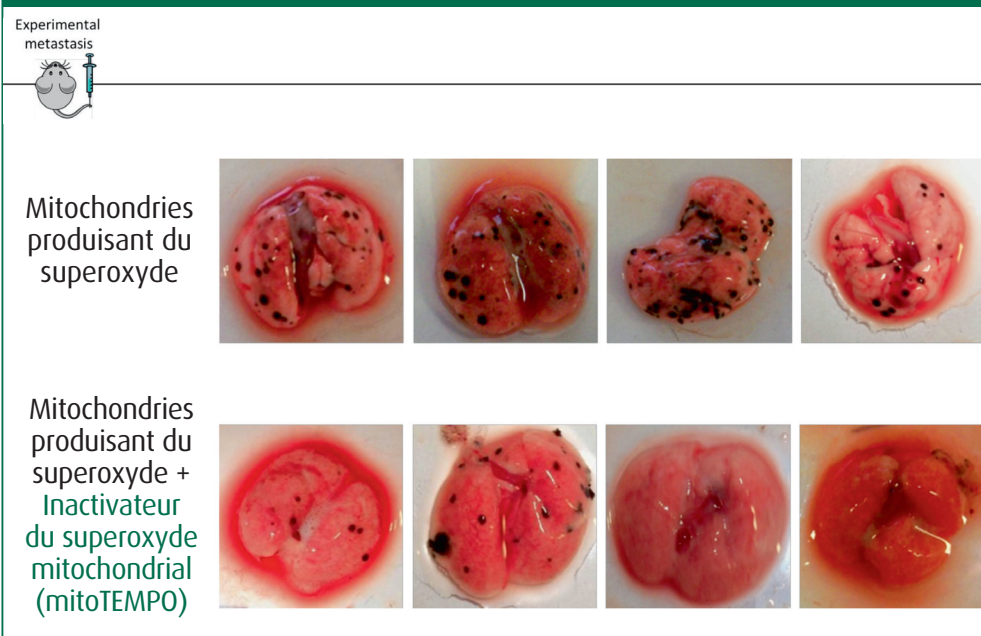 Experimental
metastasis
Mitochondries
produisant du
superoxyde
Mitochondries
produisant du
superoxyde +
Inactivateur
du superoxyde
mitochondrial
(mitoTEMPO)